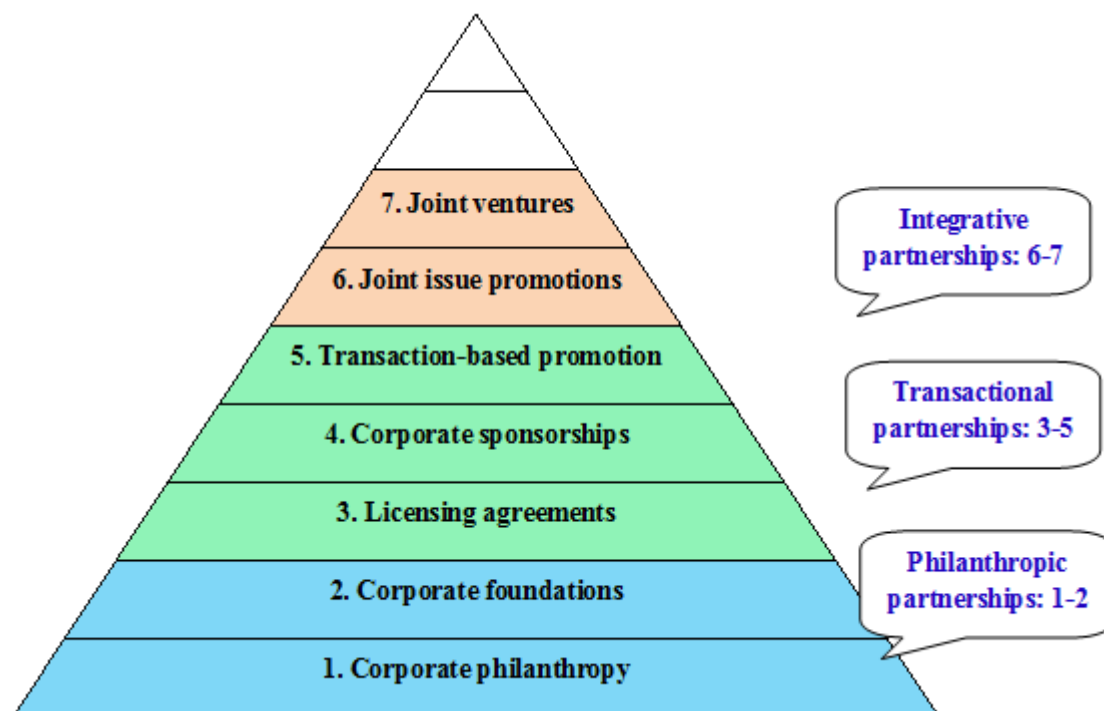 7. Joint ventures
6. Joint issue promotions
5. Transaction-based promotion
4. Corporate sponsorships
3. Licensing agreements
2. Corporate foundations
1. Corporate philanthropy
Integrative
partnerships: 6-7
Transactional
partnerships: 3-5
Philanthropic
partnerships: 1-2